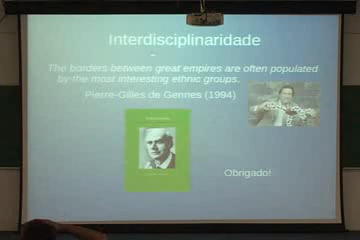 Interdisciplinaridade
-
The borders between great empires are often populated
by the most interesting ethnic groups.
Pierre-Gilles de Gennes (1994)
Obrigado!